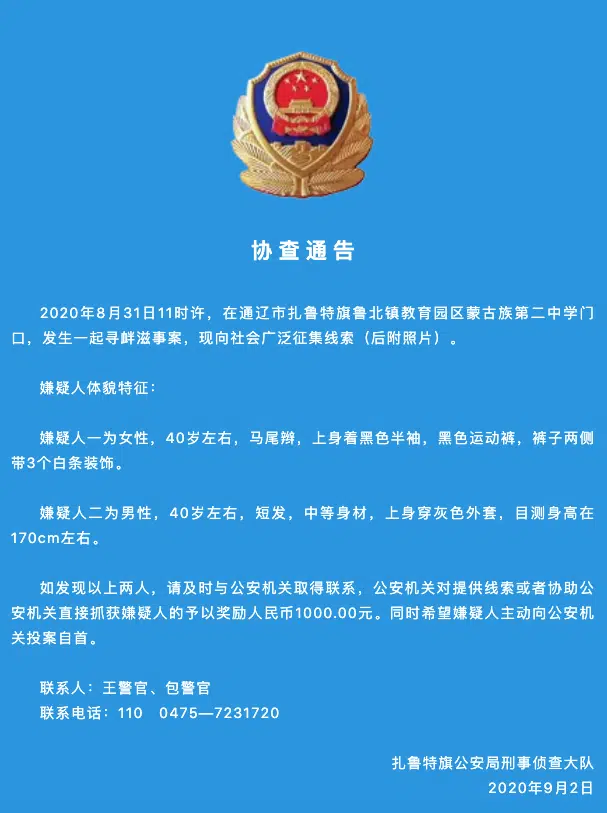 协查通告
2020年8月31日11时许，在通辽市扎鲁特旗鲁北镇教育园区蒙古族第二中学门
口，发生一起寻衅滋事案，现向社会广泛征集线索（后附照片）。
嫌疑人体貌特征：
嫌疑人一为女性，40岁左右，马尾辫，上身着黑色半袖，黑色运动裤，裤子两侧
带3个白条装饰。
嫌疑人二为男性，40岁左右，短发，中等身材，上身穿灰色外套，目测身高在
170cm左右。
如发现以上两人，请及时与公安机关取得联系，公安机关对提供线索或者协助公
安机关直接抓获嫌疑人的予以奖励人民币1000.00元。同时希望嫌疑人主动向公安机
关投案自首。
联系人：王警官、包警官
联系电话：110 0475—7231720
扎鲁特旗公安局刑事侦查大队
2020年9月2日